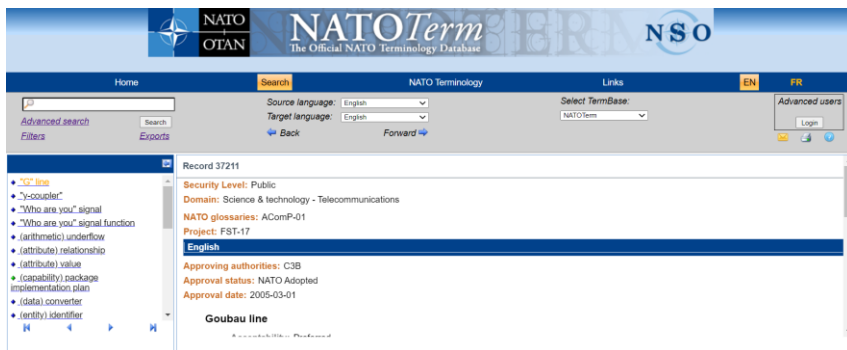 NATO
OTAN
NATOTerm
The Official NATO Terminology Database
NSO
Home
Search
NATO Terminology
Links
EN
FR
Source language: English
Target language: English
Back
Forward
Select TermBase:
NATOTerm
Advanced users
Login
Advanced search
Search
Filters
Exports
"G" line
"y-coupler"
"Who are you" signal
"Who are you" signal function
(arithmetic) underflow
(attribute) relationship
(attribute) value
(capability) package
implementation plan
(data) converter
(entity) identifier
Record 37211
Security Level: Public
Domain: Science & technology - Telecommunications
NATO glossaries: AComP-01
Project: FST-17
English
Approving authorities: C3B
Approval status: NATO Adopted
Approval date: 2005-03-01
Goubau line